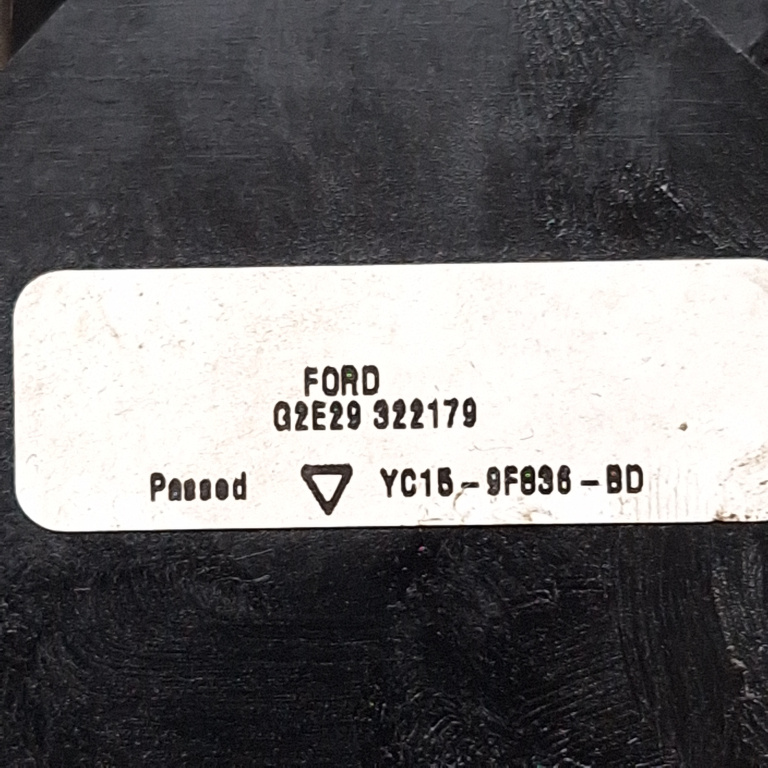 FORD
G2E29 322179
Passed YC15-9F836-BD